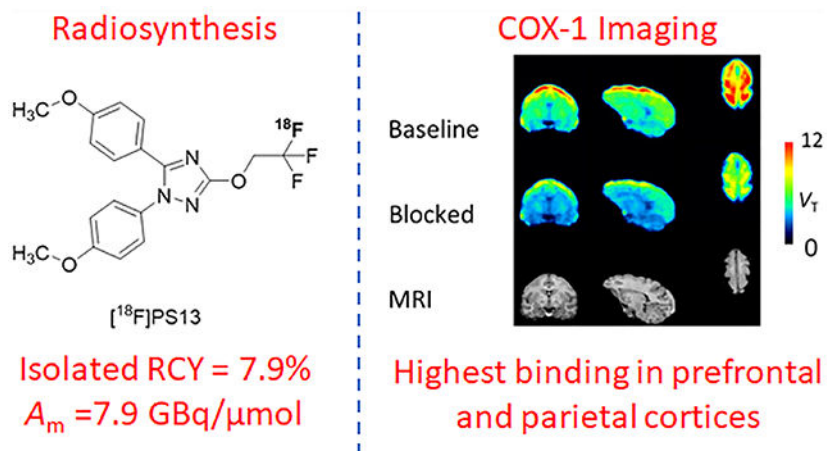 Radiosynthesis
H₃C
O
N
N
N
O
¹⁸F
F
F
H₃C
O
[¹⁸F]PS13
Isolated RCY = 7.9%
Aₘ =7.9 GBq/μmol
COX-1 Imaging
Baseline
Blocked
MRI
12
V_T
0
Highest binding in prefrontal
and parietal cortices